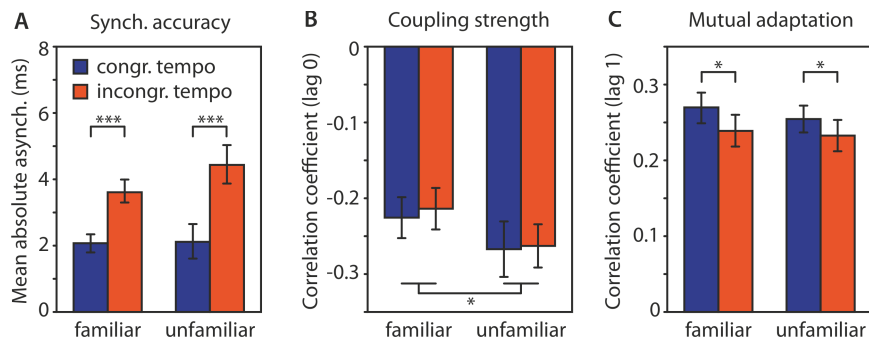 A Synch. accuracy
Mean absolute asynch. (ms)
8
6
4
2
0
congr. tempo
incongr. tempo
***
***
familiar
unfamiliar
B Coupling strength
Correlation coefficient (lag 0)
0
-0.1
-0.2
-0.3
*
familiar
unfamiliar
C Mutual adaptation
Correlation coefficient (lag 1)
0.3
0.2
0.1
0
*
*
familiar
unfamiliar